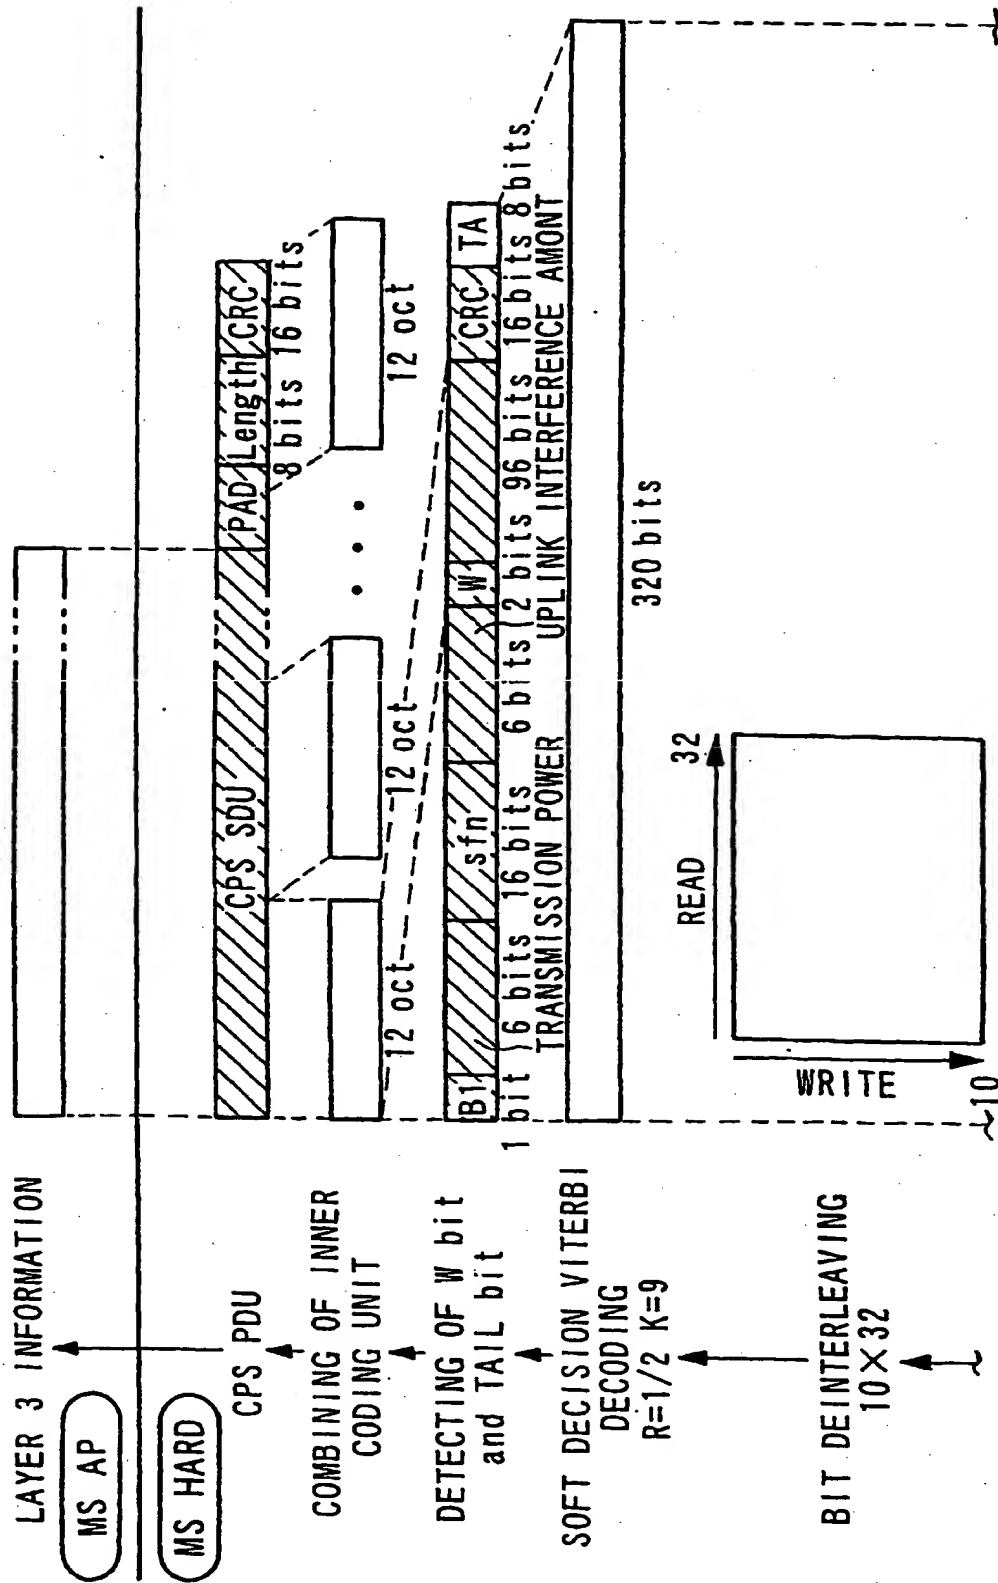 LAYER 3 INFORMATION
MS AP
MS HARD
CPS PDU
CPS SDU
PAD
Length
CRC
8 bits
16 bits
COMBINING OF INNER
CODING UNIT
12 oct
12 oct
12 oct
DETECTING OF W bit
and TAIL bit
B1
sfn
W
CRC
TA
1 bit
6 bits
16 bits
6 bits
2 bits
96 bits
16 bits
8 bits
TRANSMISSION POWER
UPLINK INTERFERENCE AMONT
SOFT DECISION VITERBI
DECODING
R=1/2 K=9
320 bits
BIT DEINTERLEAVING
10×32
READ
32
WRITE
10